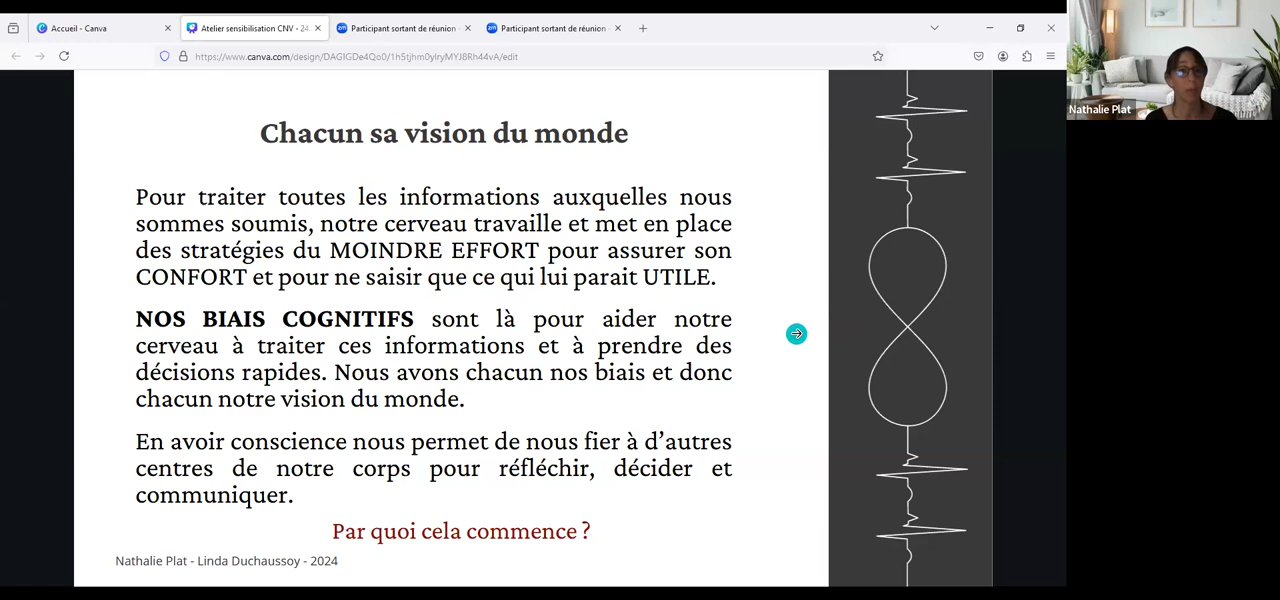 Accueil - Canva
Atelier sensibilisation CNV - 24.
Participant sortant de réunion -
Participant sortant de réunion -
https://www.canva.com/design/DAGIGDe4Qo0/1h5tjhm0ylryMYJ8Rh44vA/edit
Nathalie Plat
Chacun sa vision du monde
Pour traiter toutes les informations auxquelles nous
sommes soumis, notre cerveau travaille et met en place
des stratégies du MOINDRE EFFORT pour assurer son
CONFORT et pour ne saisir que ce qui lui parait UTILE.
NOS BIAIS COGNITIFS sont là pour aider notre
cerveau à traiter ces informations et à prendre des
décisions rapides. Nous avons chacun nos biais et donc
chacun notre vision du monde.
En avoir conscience nous permet de nous fier à d'autres
centres de notre corps pour réfléchir, décider et
communiquer.
Par quoi cela commence ?
Nathalie Plat - Linda Duchaussoy - 2024